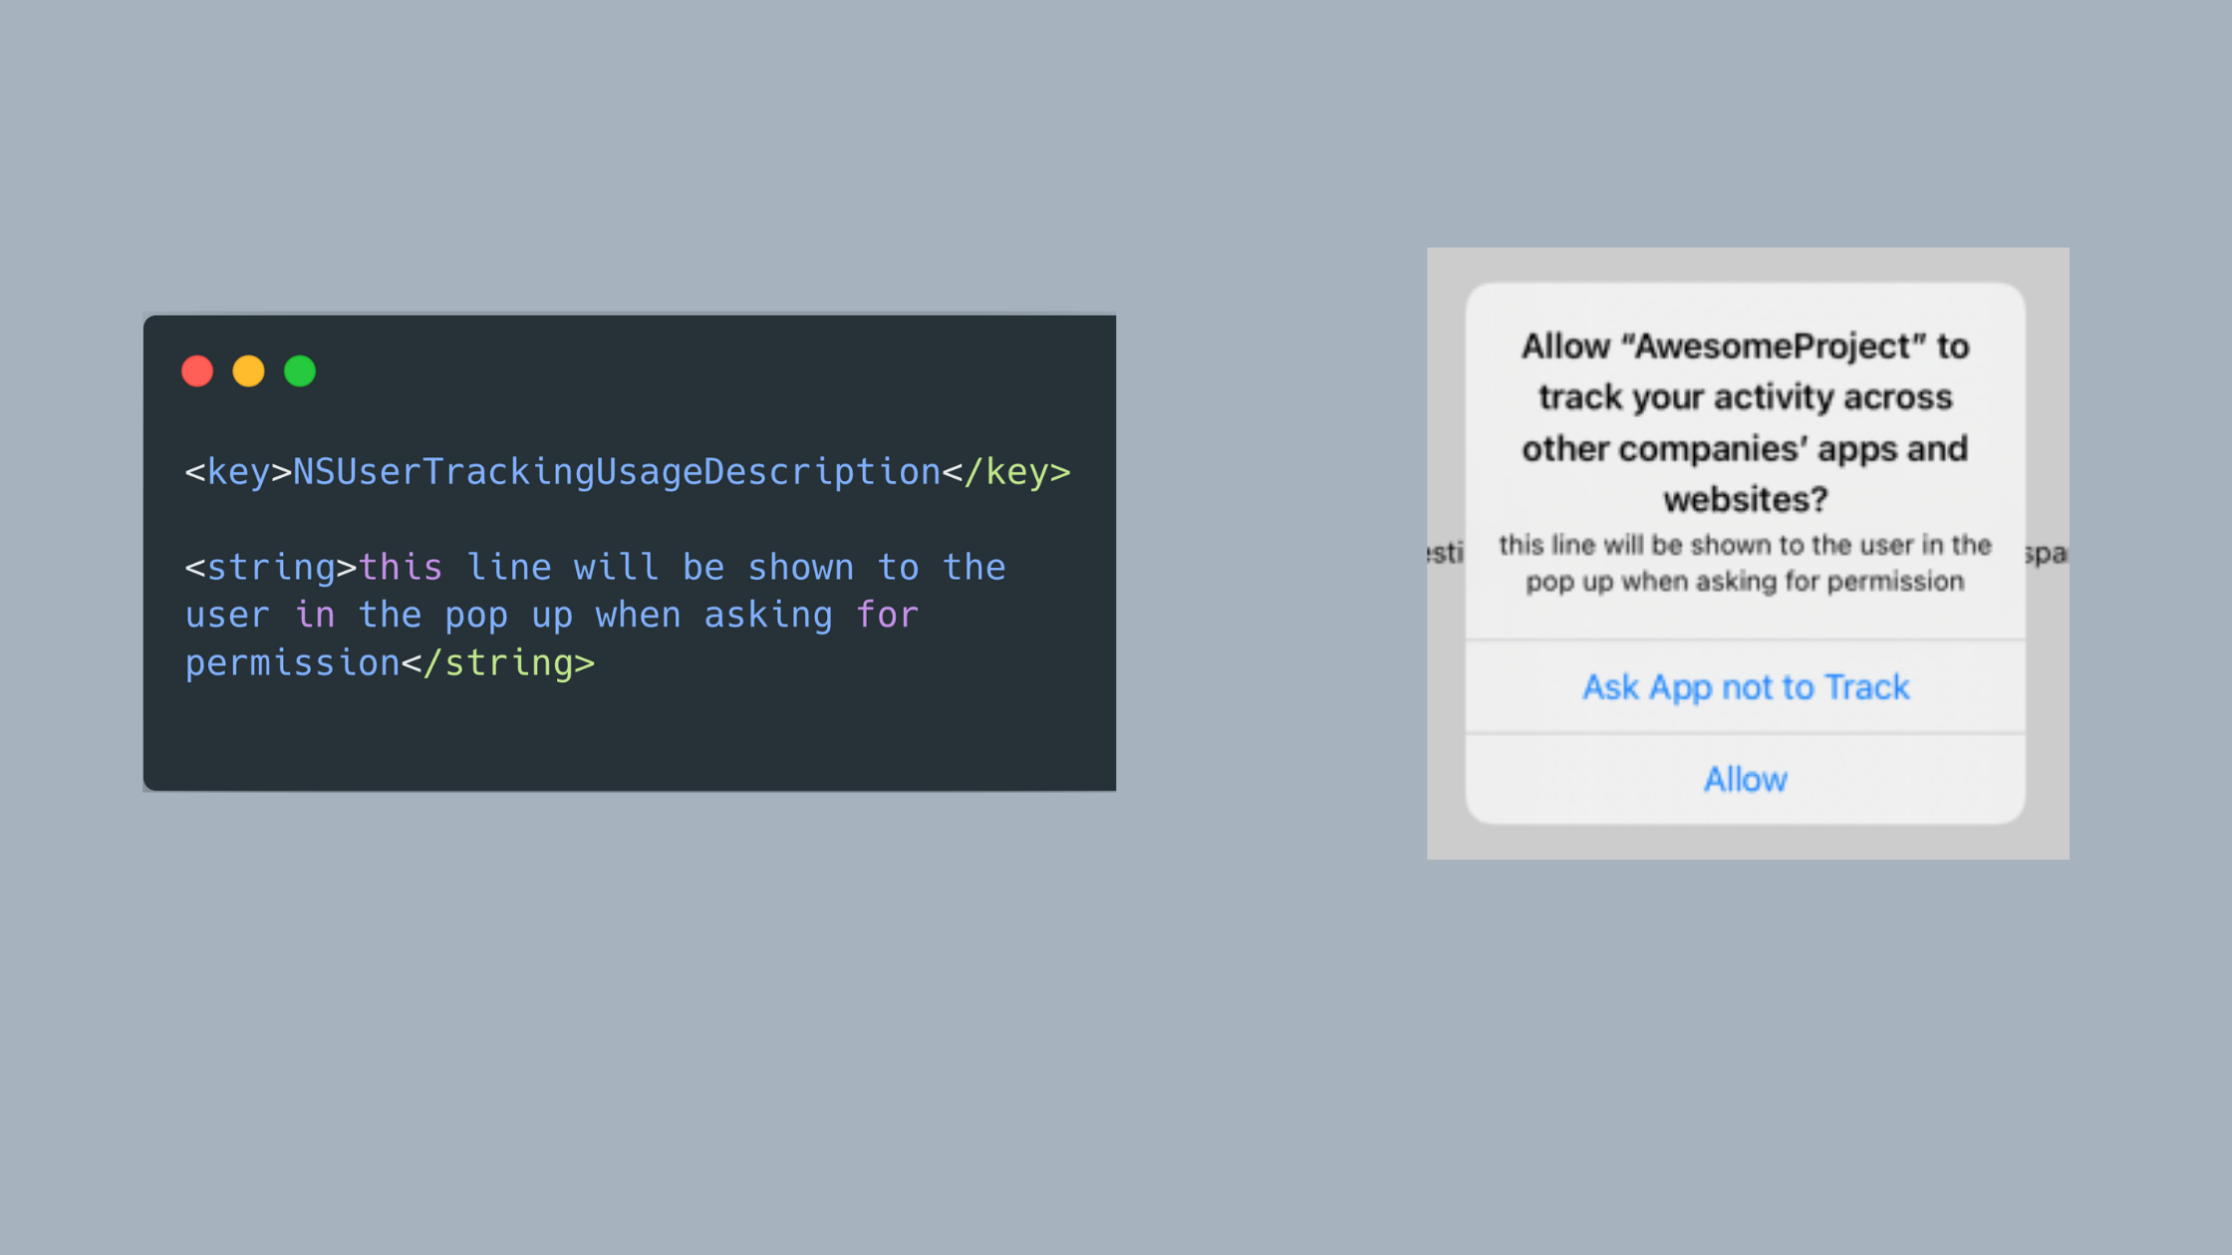 <key>NSUserTrackingUsageDescription</key>
<string>this line will be shown to the
user in the pop up when asking for
permission</string>
Allow “AwesomeProject” to
track your activity across
other companies’ apps and
websites?
this line will be shown to the user in the
pop up when asking for permission
esti
spa
Ask App not to Track
Allow